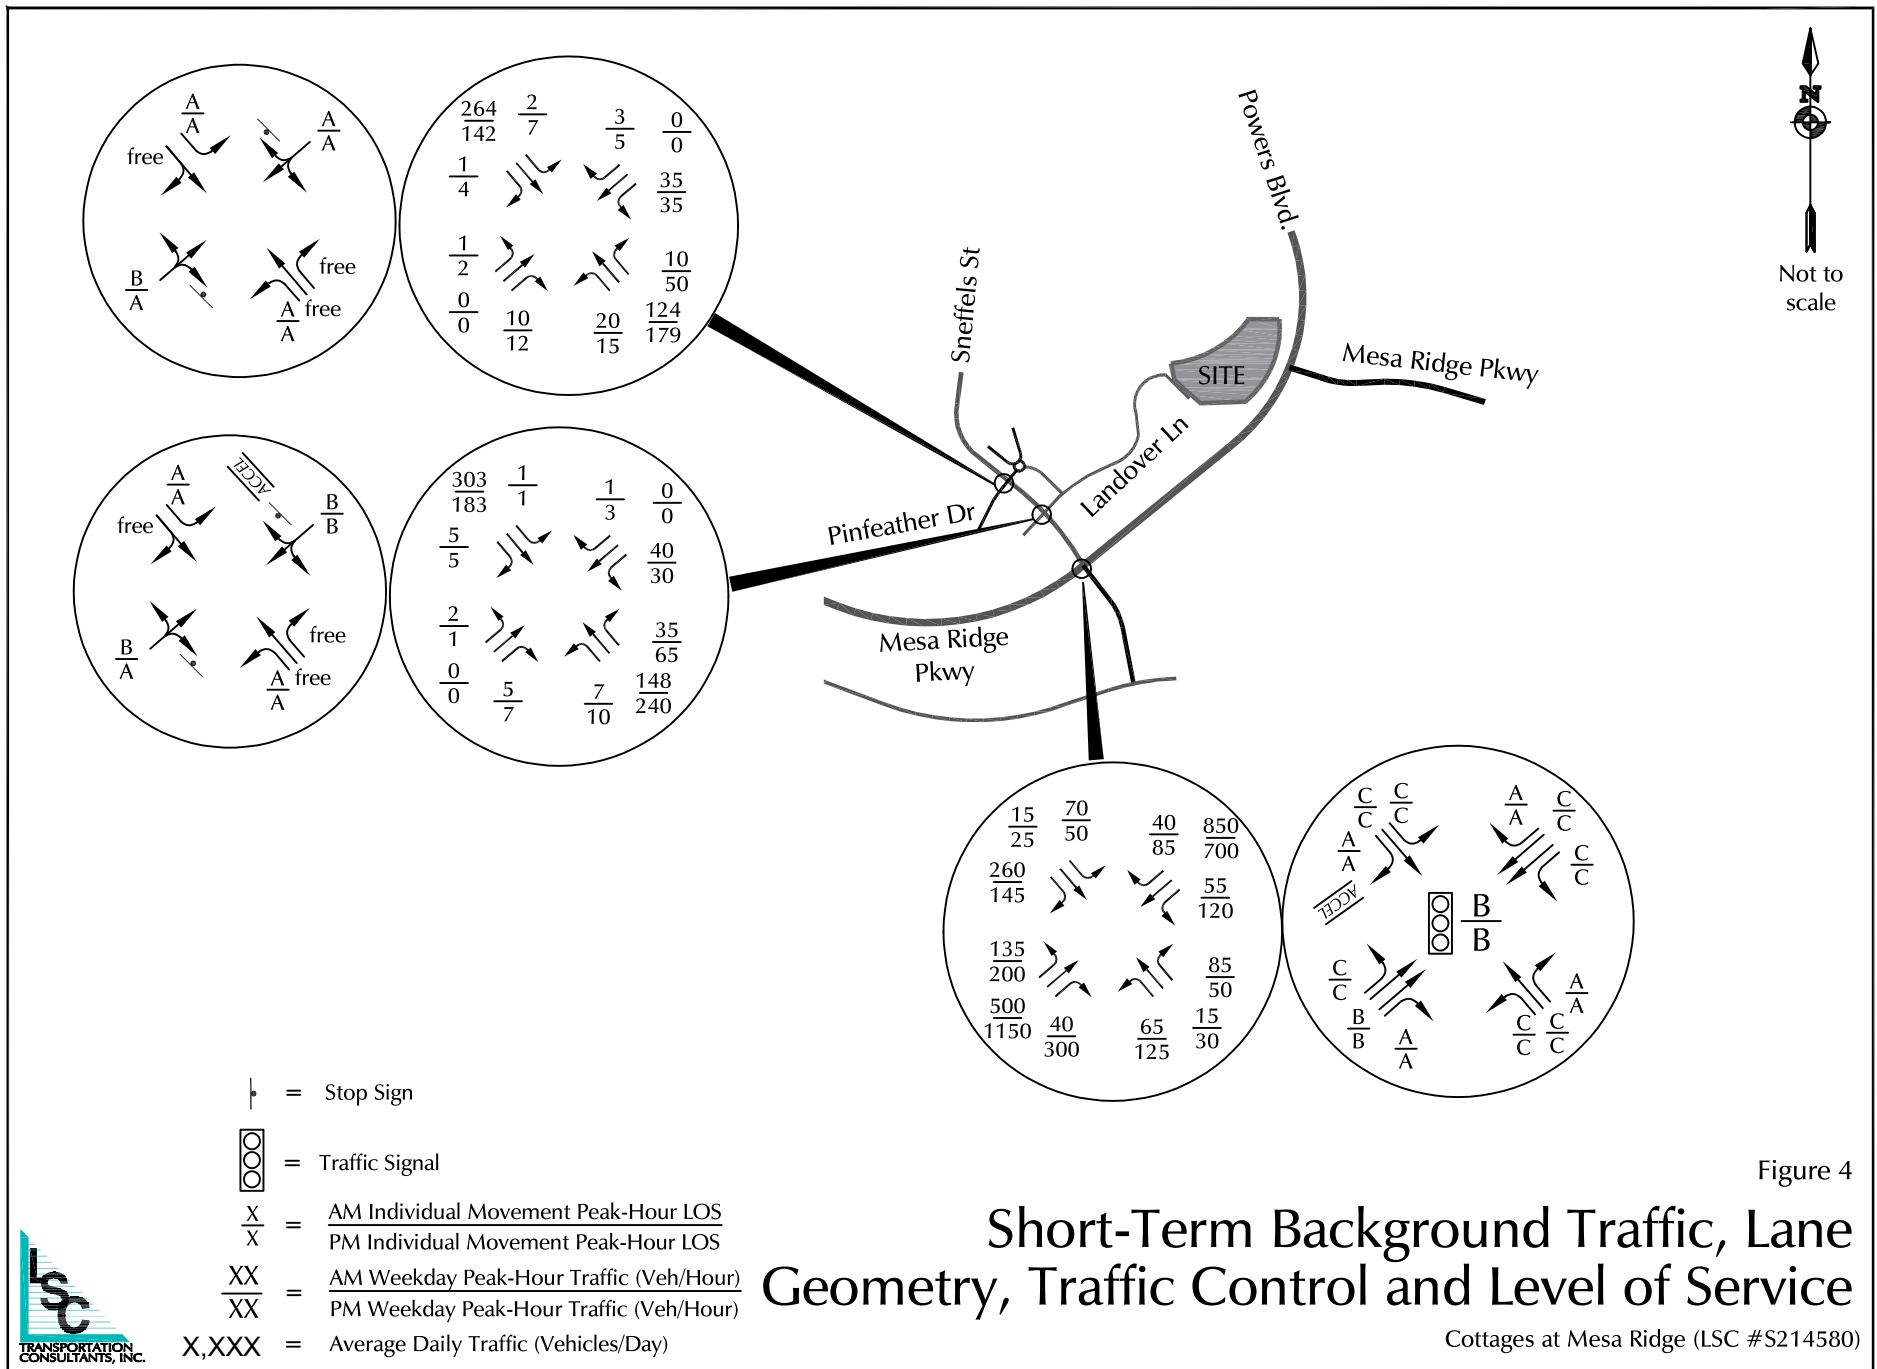 A
A
free
A
A
B
A
free
A
A
free
264
142
2
7
3
5
0
0
1
4
35
35
1
2
10
50
0
0
10
12
20
15
124
179
A
A
free
ACCEL
B
B
B
A
free
A
A
free
303
183
1
1
1
3
0
0
5
5
40
30
2
1
35
65
0
0
5
7
7
10
148
240
Powers Blvd.
N
Not to
scale
Sneffels St
Mesa Ridge Pkwy
SITE
Landover Ln
Pinfeather Dr
Mesa Ridge
Pkwy
15
25
70
50
40
85
850
700
260
145
55
120
135
200
85
50
500
1150
40
300
65
125
15
30
C
C
C
C
A
A
C
C
A
A
C
C
ACCEL
B
B
C
C
A
A
B
B
A
A
C
C
C
C
= Stop Sign
= Traffic Signal
X
X
=
AM Individual Movement Peak-Hour LOS
PM Individual Movement Peak-Hour LOS
XX
XX
=
AM Weekday Peak-Hour Traffic (Veh/Hour)
PM Weekday Peak-Hour Traffic (Veh/Hour)
X,XXX = Average Daily Traffic (Vehicles/Day)
LSC
TRANSPORTATION
CONSULTANTS, INC.
Figure 4
Short-Term Background Traffic, Lane
Geometry, Traffic Control and Level of Service
Cottages at Mesa Ridge (LSC #S214580)